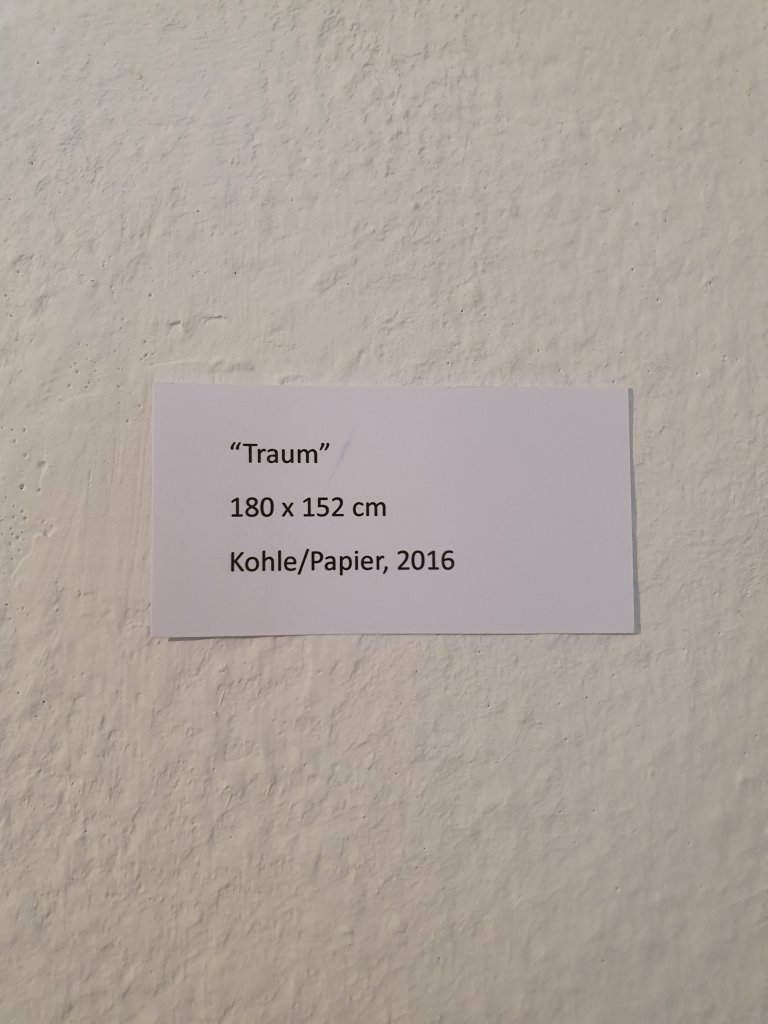 “Traum”
180 x 152 cm
Kohle/Papier, 2016